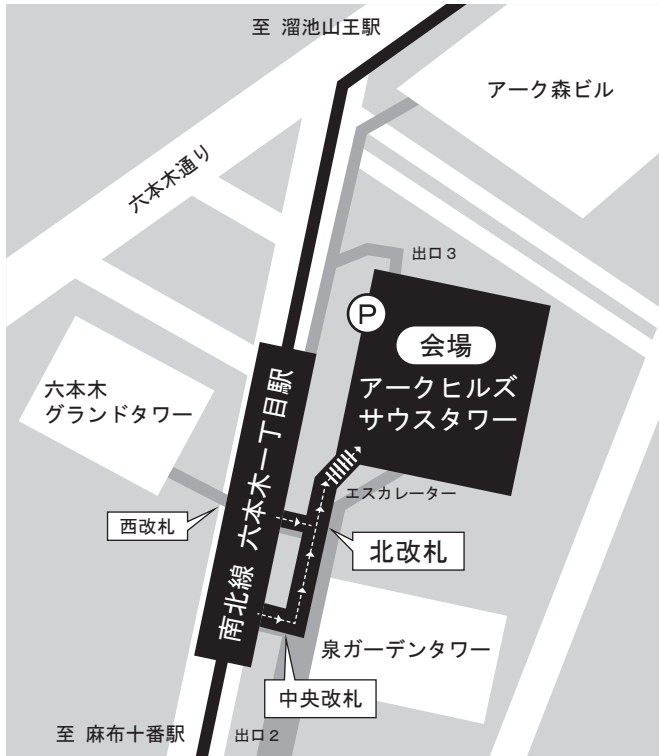 至 溜池山王駅
アーク森ビル
六本木通り
出口3
P
会場
アークヒルズ
サウスタワー
六本木
グランドタワー
南北線 六本木一丁目駅
エスカレーター
西改札
北改札
泉ガーデンタワー
中央改札
至 麻布十番駅
出口2